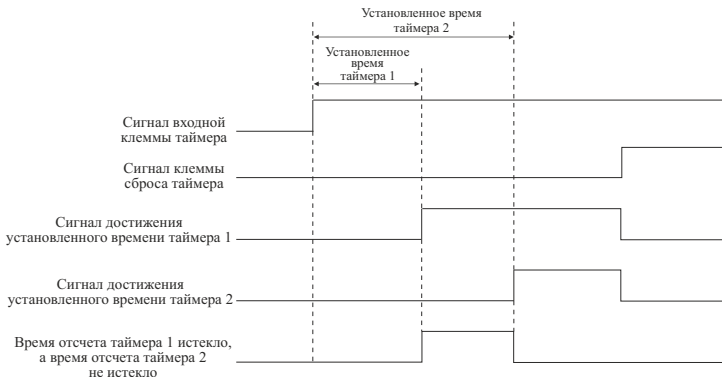 Установленное время
таймера 2
Установленное
время
таймера 1
Сигнал входной
клеммы таймера
Сигнал клеммы
сброса таймера
Сигнал достижения
установленного времени таймера 1
Сигнал достижения
установленного времени таймера 2
Время отсчета таймера 1 истекло,
а время отсчета таймера 2
не истекло